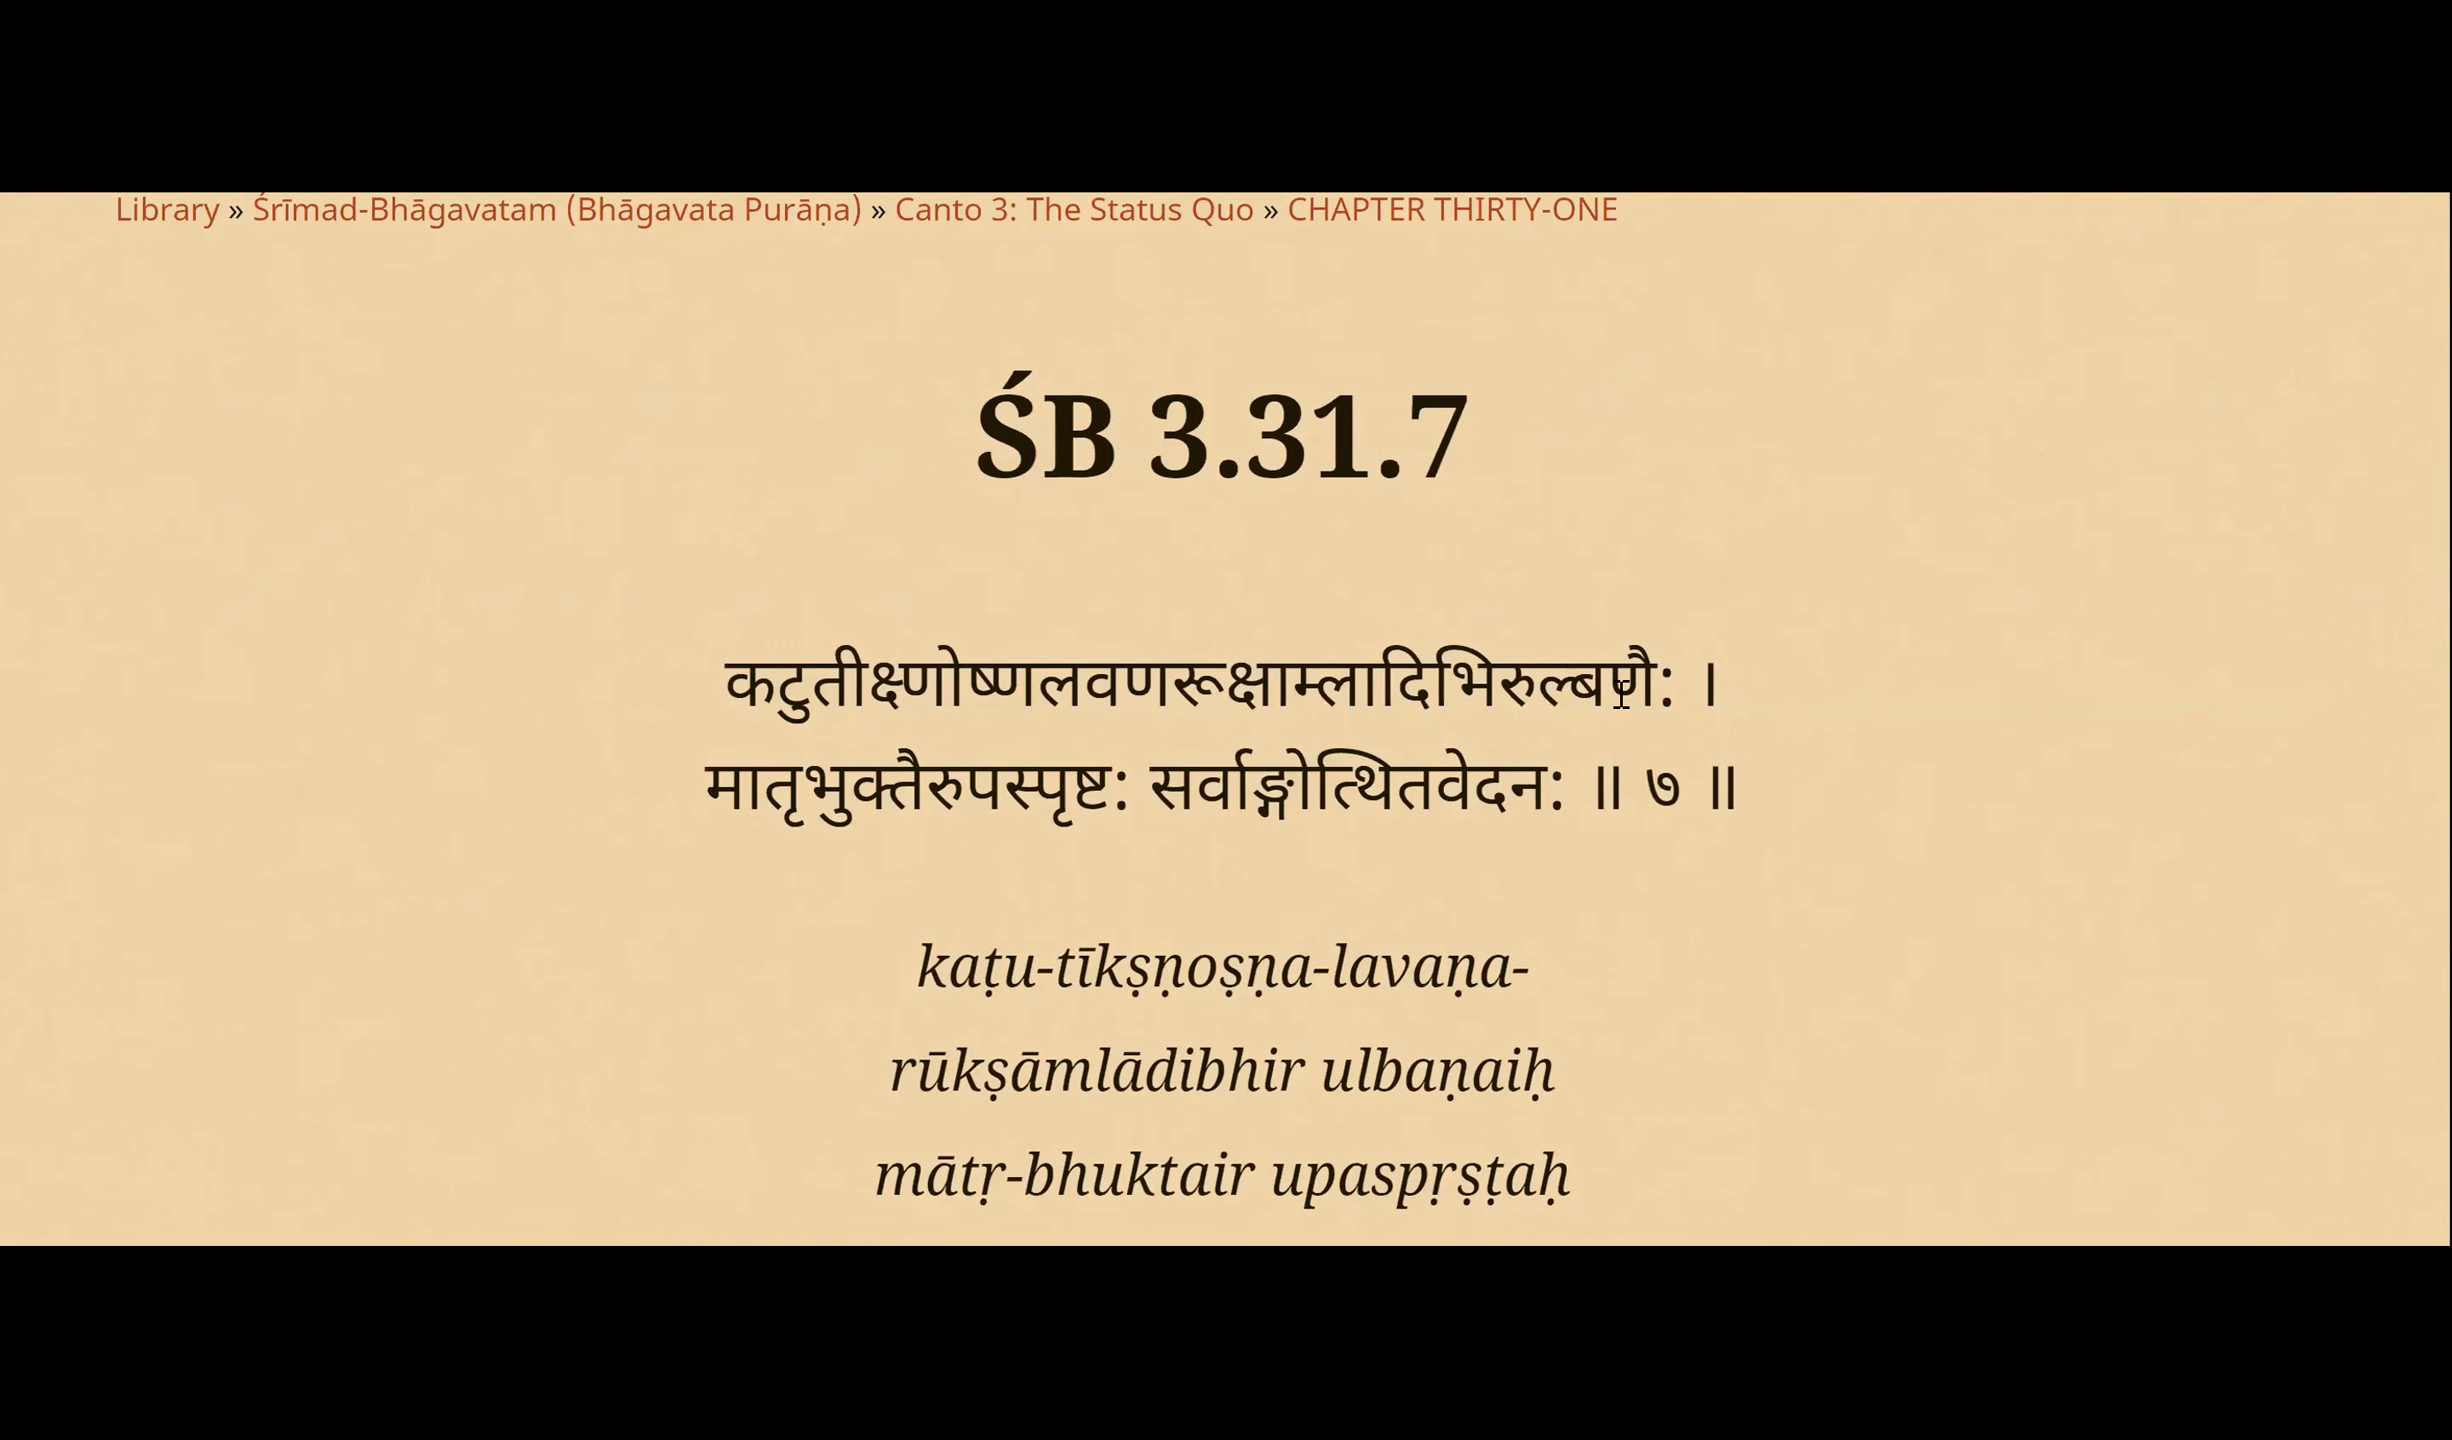 Library » Śrīmad-Bhāgavatam (Bhāgavata Purāṇa) » Canto 3: The Status Quo » CHAPTER THIRTY-ONE
ŚB 3.31.7
कटुतीक्ष्णोष्णलवणरूक्षाम्लादिभिरुल्बणै: ।
मातृभुक्तैरुपस्पृष्ट: सर्वाङ्गोत्थितवेदन: ॥ ७ ॥
kaṭu-tīkṣṇoṣṇa-lavaṇa-
rūkṣāmlādibhir ulbaṇaiḥ
mātṛ-bhuktair upaspṛṣṭaḥ